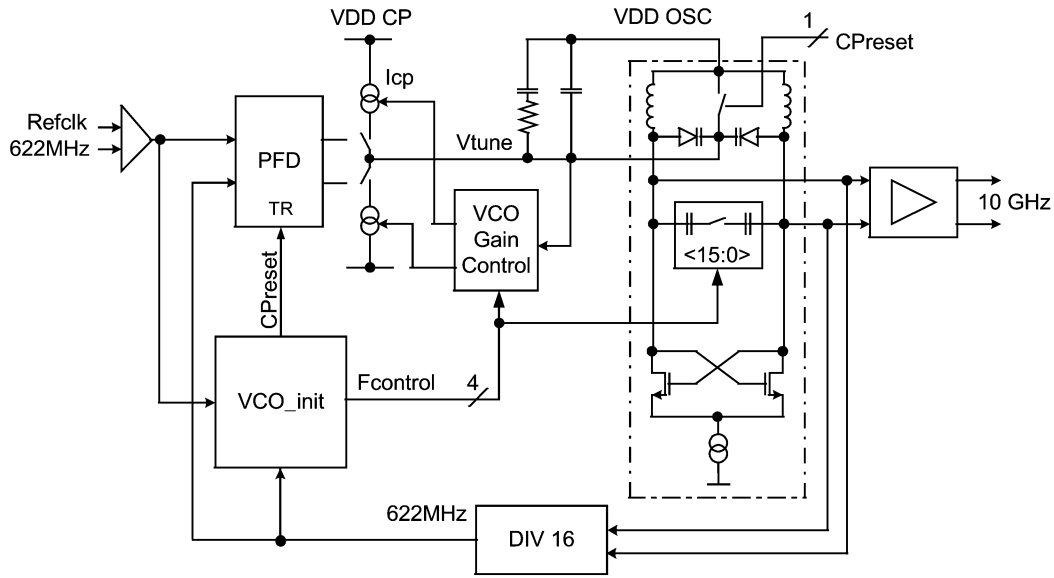 VDD CP
VDD OSC
1
CPreset
Icp
Refclk
622MHz
PFD
TR
Vtune
10 GHz
VCO
Gain
Control
<15:0>
CPreset
VCO_init
Fcontrol
4
622MHz
DIV 16